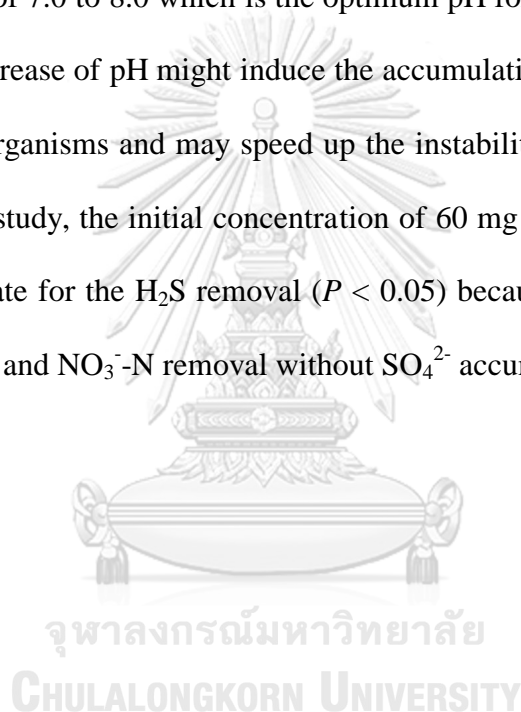 of 7.0 to 8.0 which is the optimum pH fo
rease of pH might induce the accumulati
rganisms and may speed up the instabilit
study, the initial concentration of 60 mg
ate for the H₂S removal (P < 0.05) becau
and NO₃⁻-N removal without SO₄²⁻ accu
จุฬาลงกรณ์มหาวิทยาลัย
CHULALONGKORN UNIVERSITY